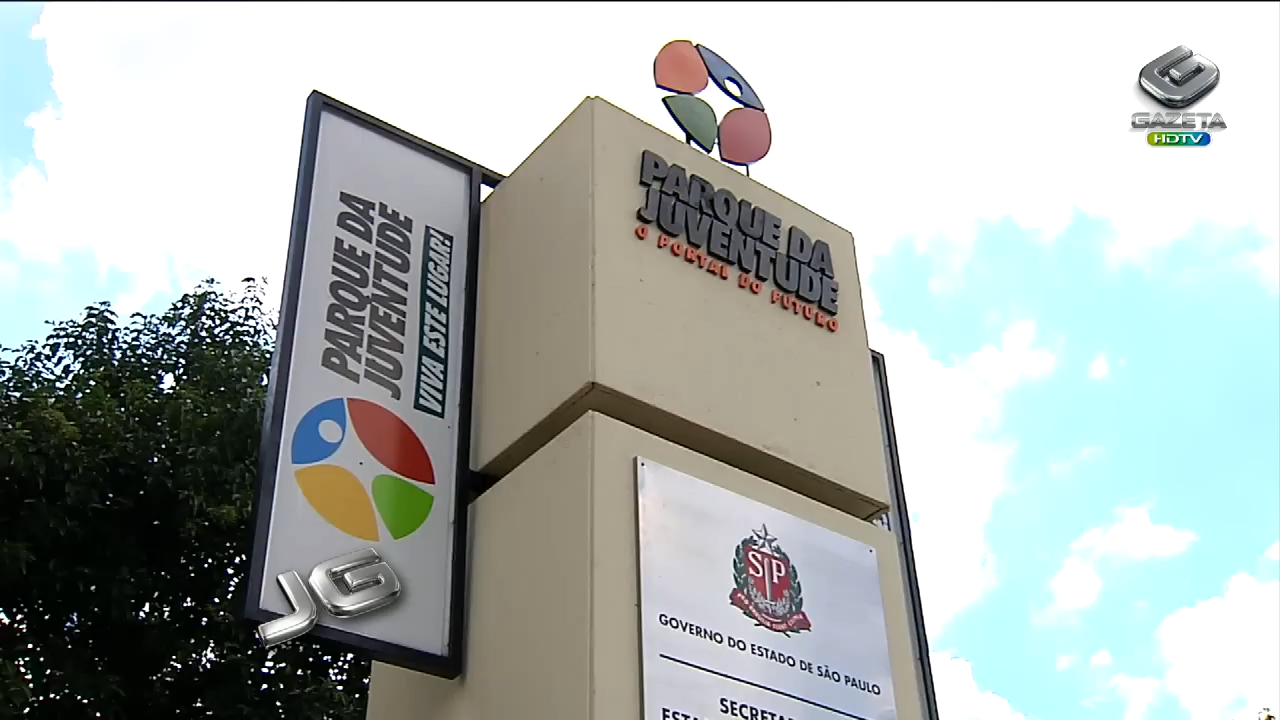 GAZETA
HDTV
PARQUE DA
JUVENTUDE
O PORTAL DO FUTURO
PARQUE DA
JUVENTUDE
VIVA ESTE LUGAR!
JG
SP
GOVERNO DO ESTADO DE SÃO PAULO